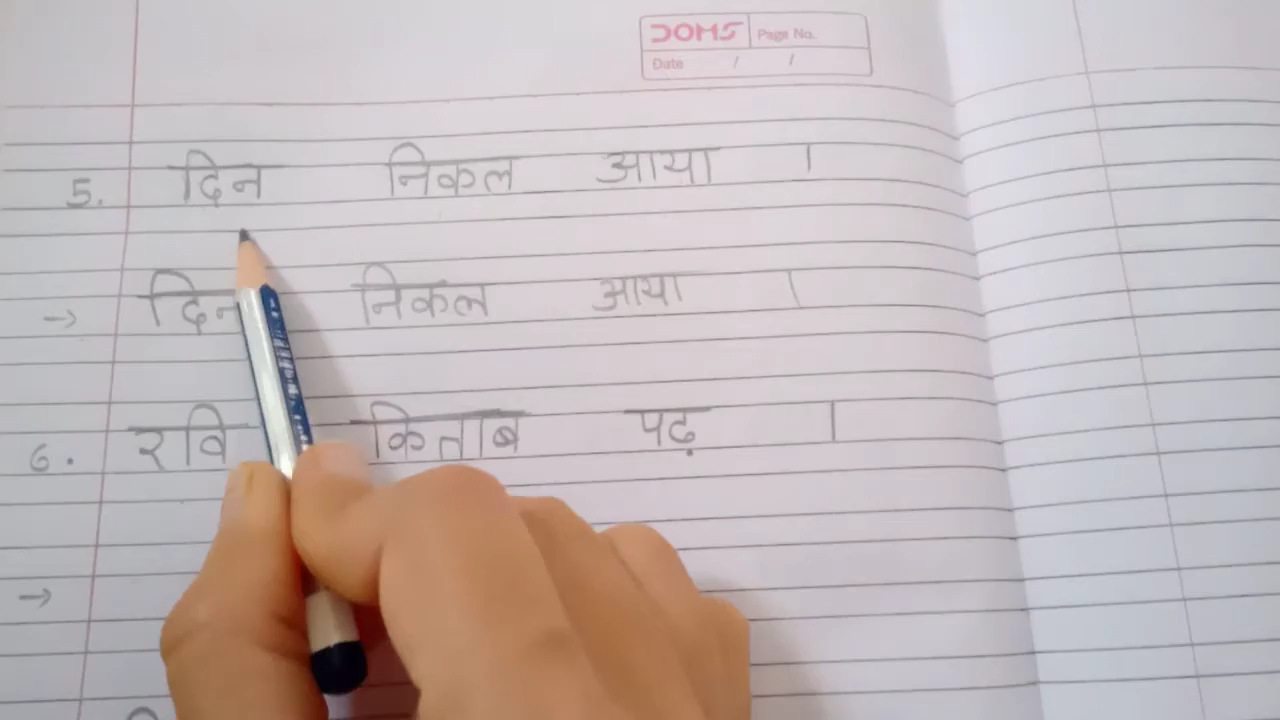 DOMS Page No.
Date / /
5. दिन निकल आया ।
→ दिन निकल आया ।
6. रवि किताब पढ़ ।
→